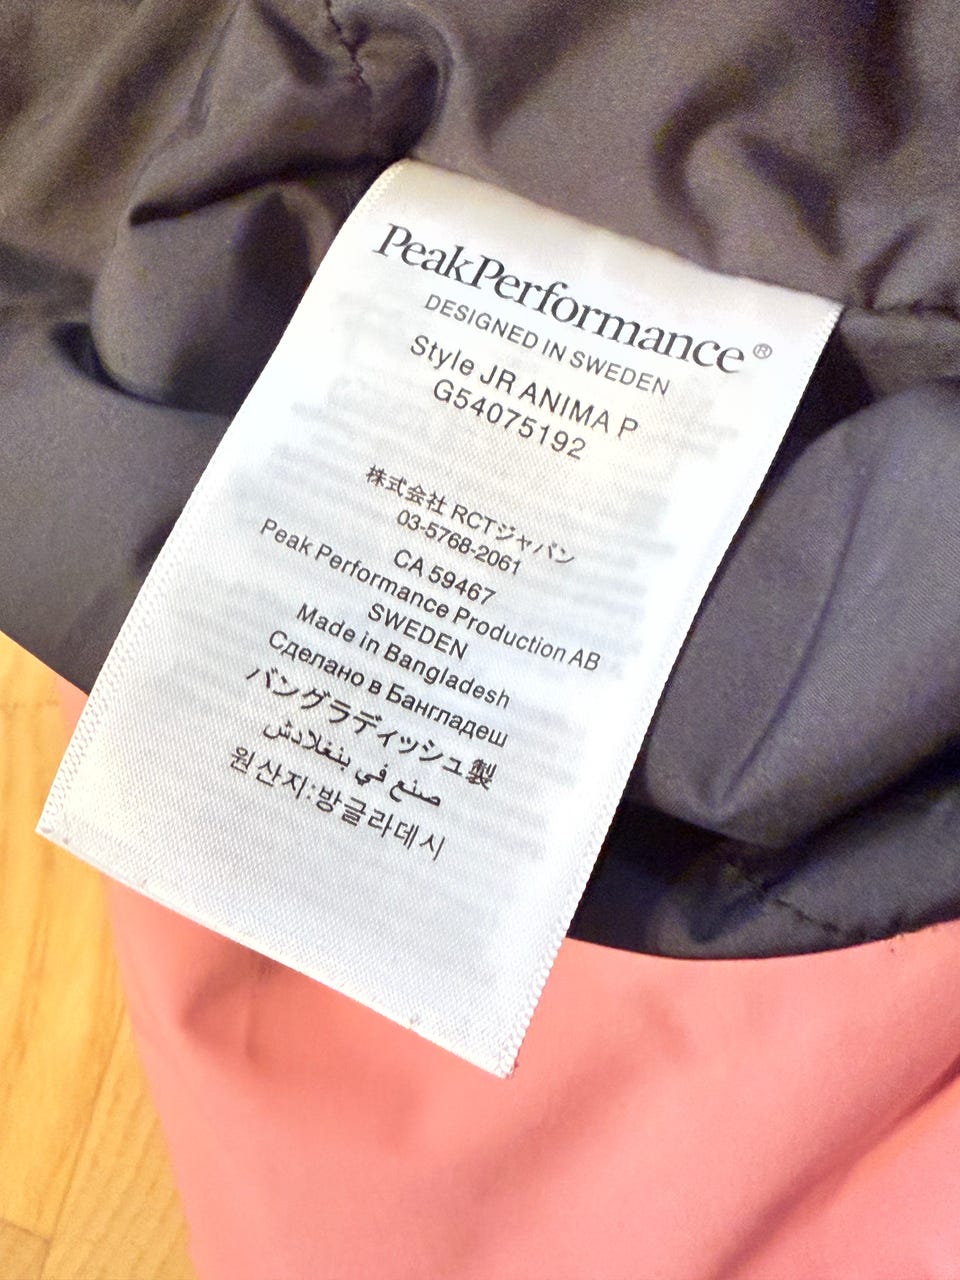 PeakPerformance®
DESIGNED IN SWEDEN
Style JR ANIMA P
G54075192
株式会社 RCTジャパン
03-5768-2061
CA 59467
Peak Performance Production AB
SWEDEN
Made in Bangladesh
Сделано в Бангладеш
バングラディッシュ製
صنع في بنغلادش
원산지:방글라데시